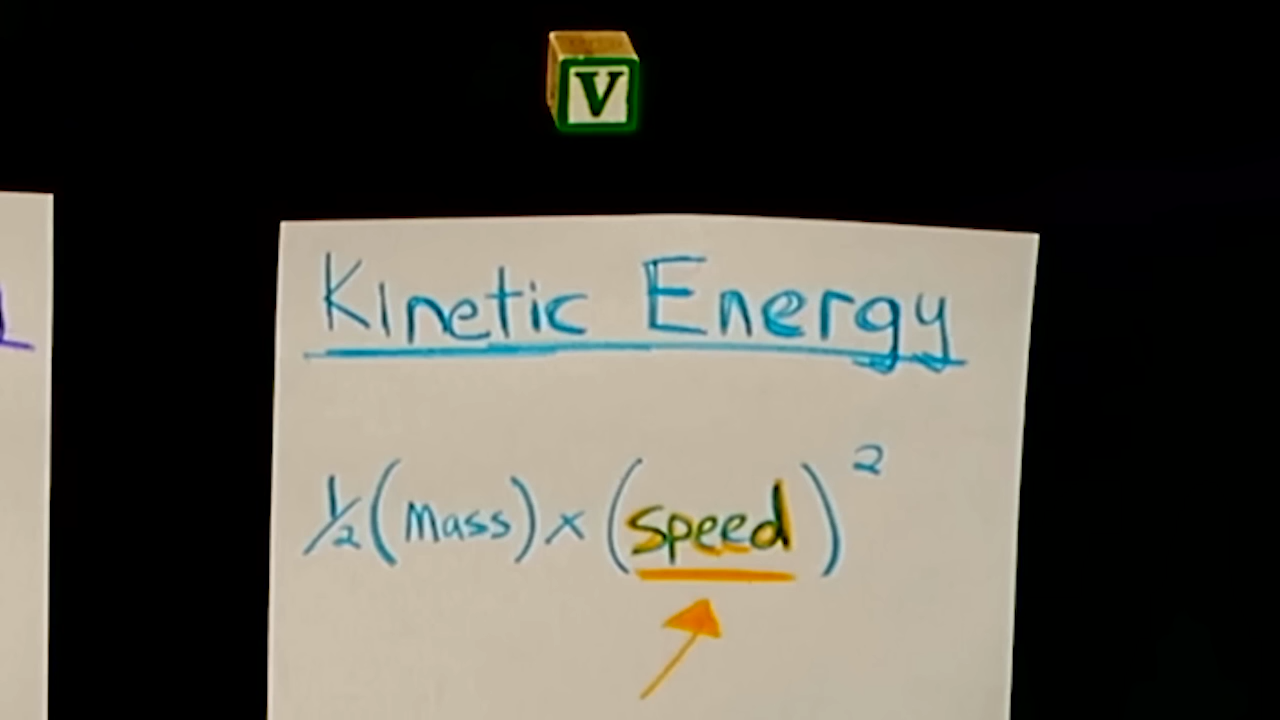 V
Kinetic Energy
½(Mass) x (speed)²